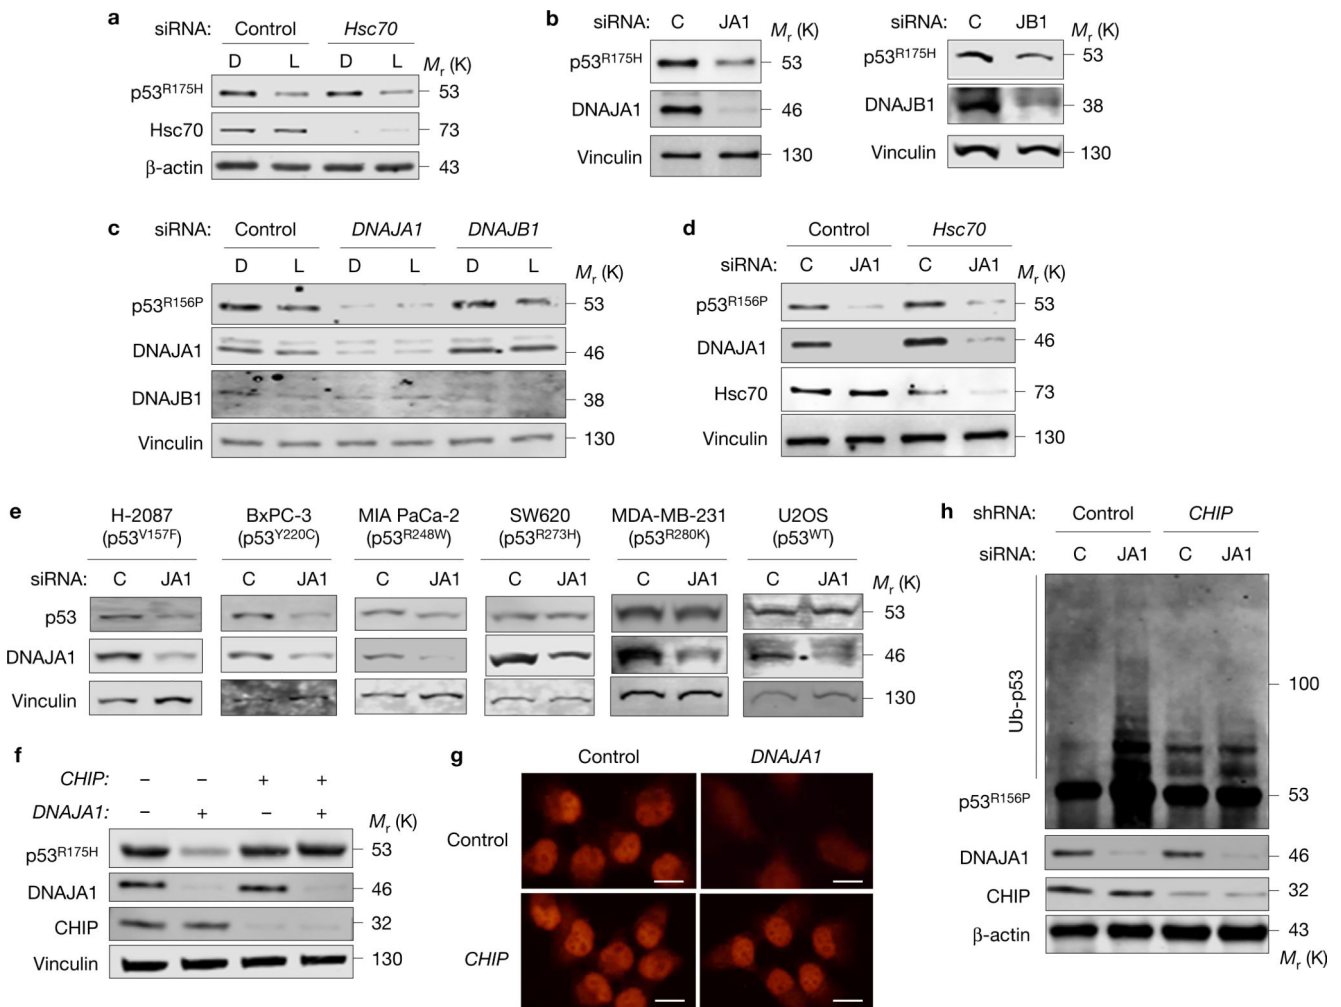 a
siRNA: Control Hsc70
D L D L Mr (K)
p53R175H 53
Hsc70 73
β-actin 43
b
siRNA: C JA1 Mr (K)
p53R175H 53
DNAJA1 46
Vinculin 130
siRNA: C JB1 Mr (K)
p53R175H 53
DNAJB1 38
Vinculin 130
c
siRNA: Control DNAJA1 DNAJB1
D L D L D L Mr (K)
p53R156P 53
DNAJA1 46
DNAJB1 38
Vinculin 130
d
Control Hsc70
siRNA: C JA1 C JA1 Mr (K)
p53R156P 53
DNAJA1 46
Hsc70 73
Vinculin 130
e
H-2087 BxPC-3 MIA PaCa-2 SW620 MDA-MB-231 U2OS
(p53V157F) (p53Y220C) (p53R248W) (p53R273H) (p53R280K) (p53WT)
siRNA: C JA1 C JA1 C JA1 C JA1 C JA1 C JA1 Mr (K)
p53 53
DNAJA1 46
Vinculin 130
f
CHIP: – – + +
DNAJA1: – + – + Mr (K)
p53R175H 53
DNAJA1 46
CHIP 32
Vinculin 130
g
Control DNAJA1
Control
CHIP
h
shRNA: Control CHIP
siRNA: C JA1 C JA1
Ub-p53
100
p53R156P 53
DNAJA1 46
CHIP 32
β-actin 43
Mr (K)